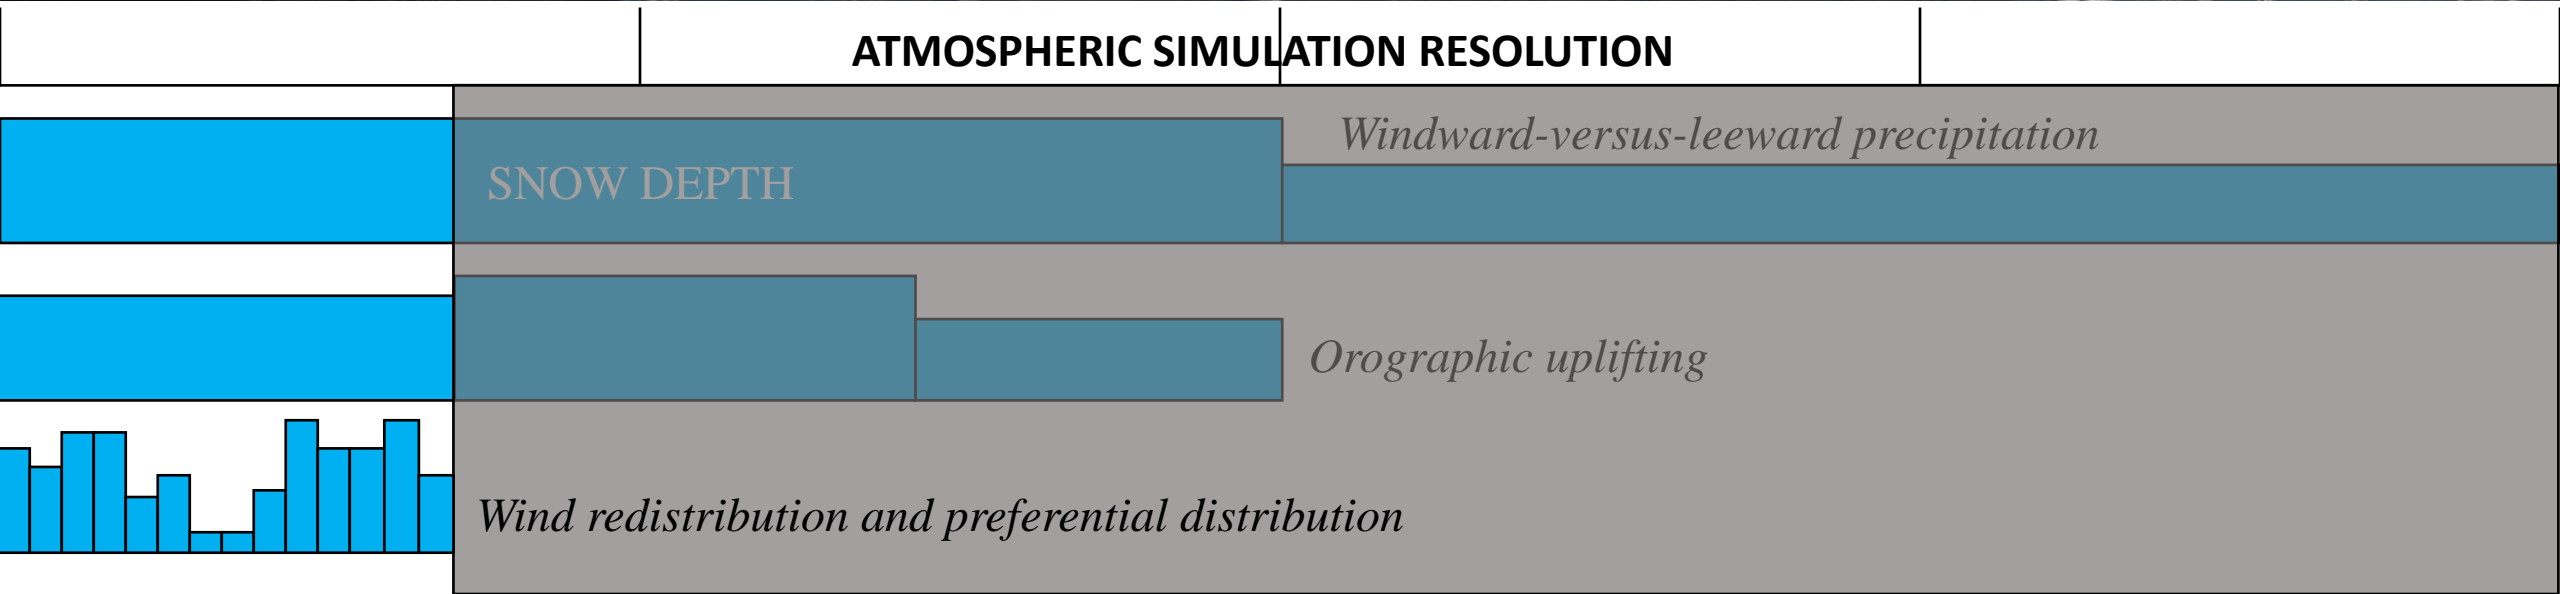 ATMOSPHERIC SIMULATION RESOLUTION
Windward-versus-leeward precipitation
SNOW DEPTH
Orographic uplifting
Wind redistribution and preferential distribution